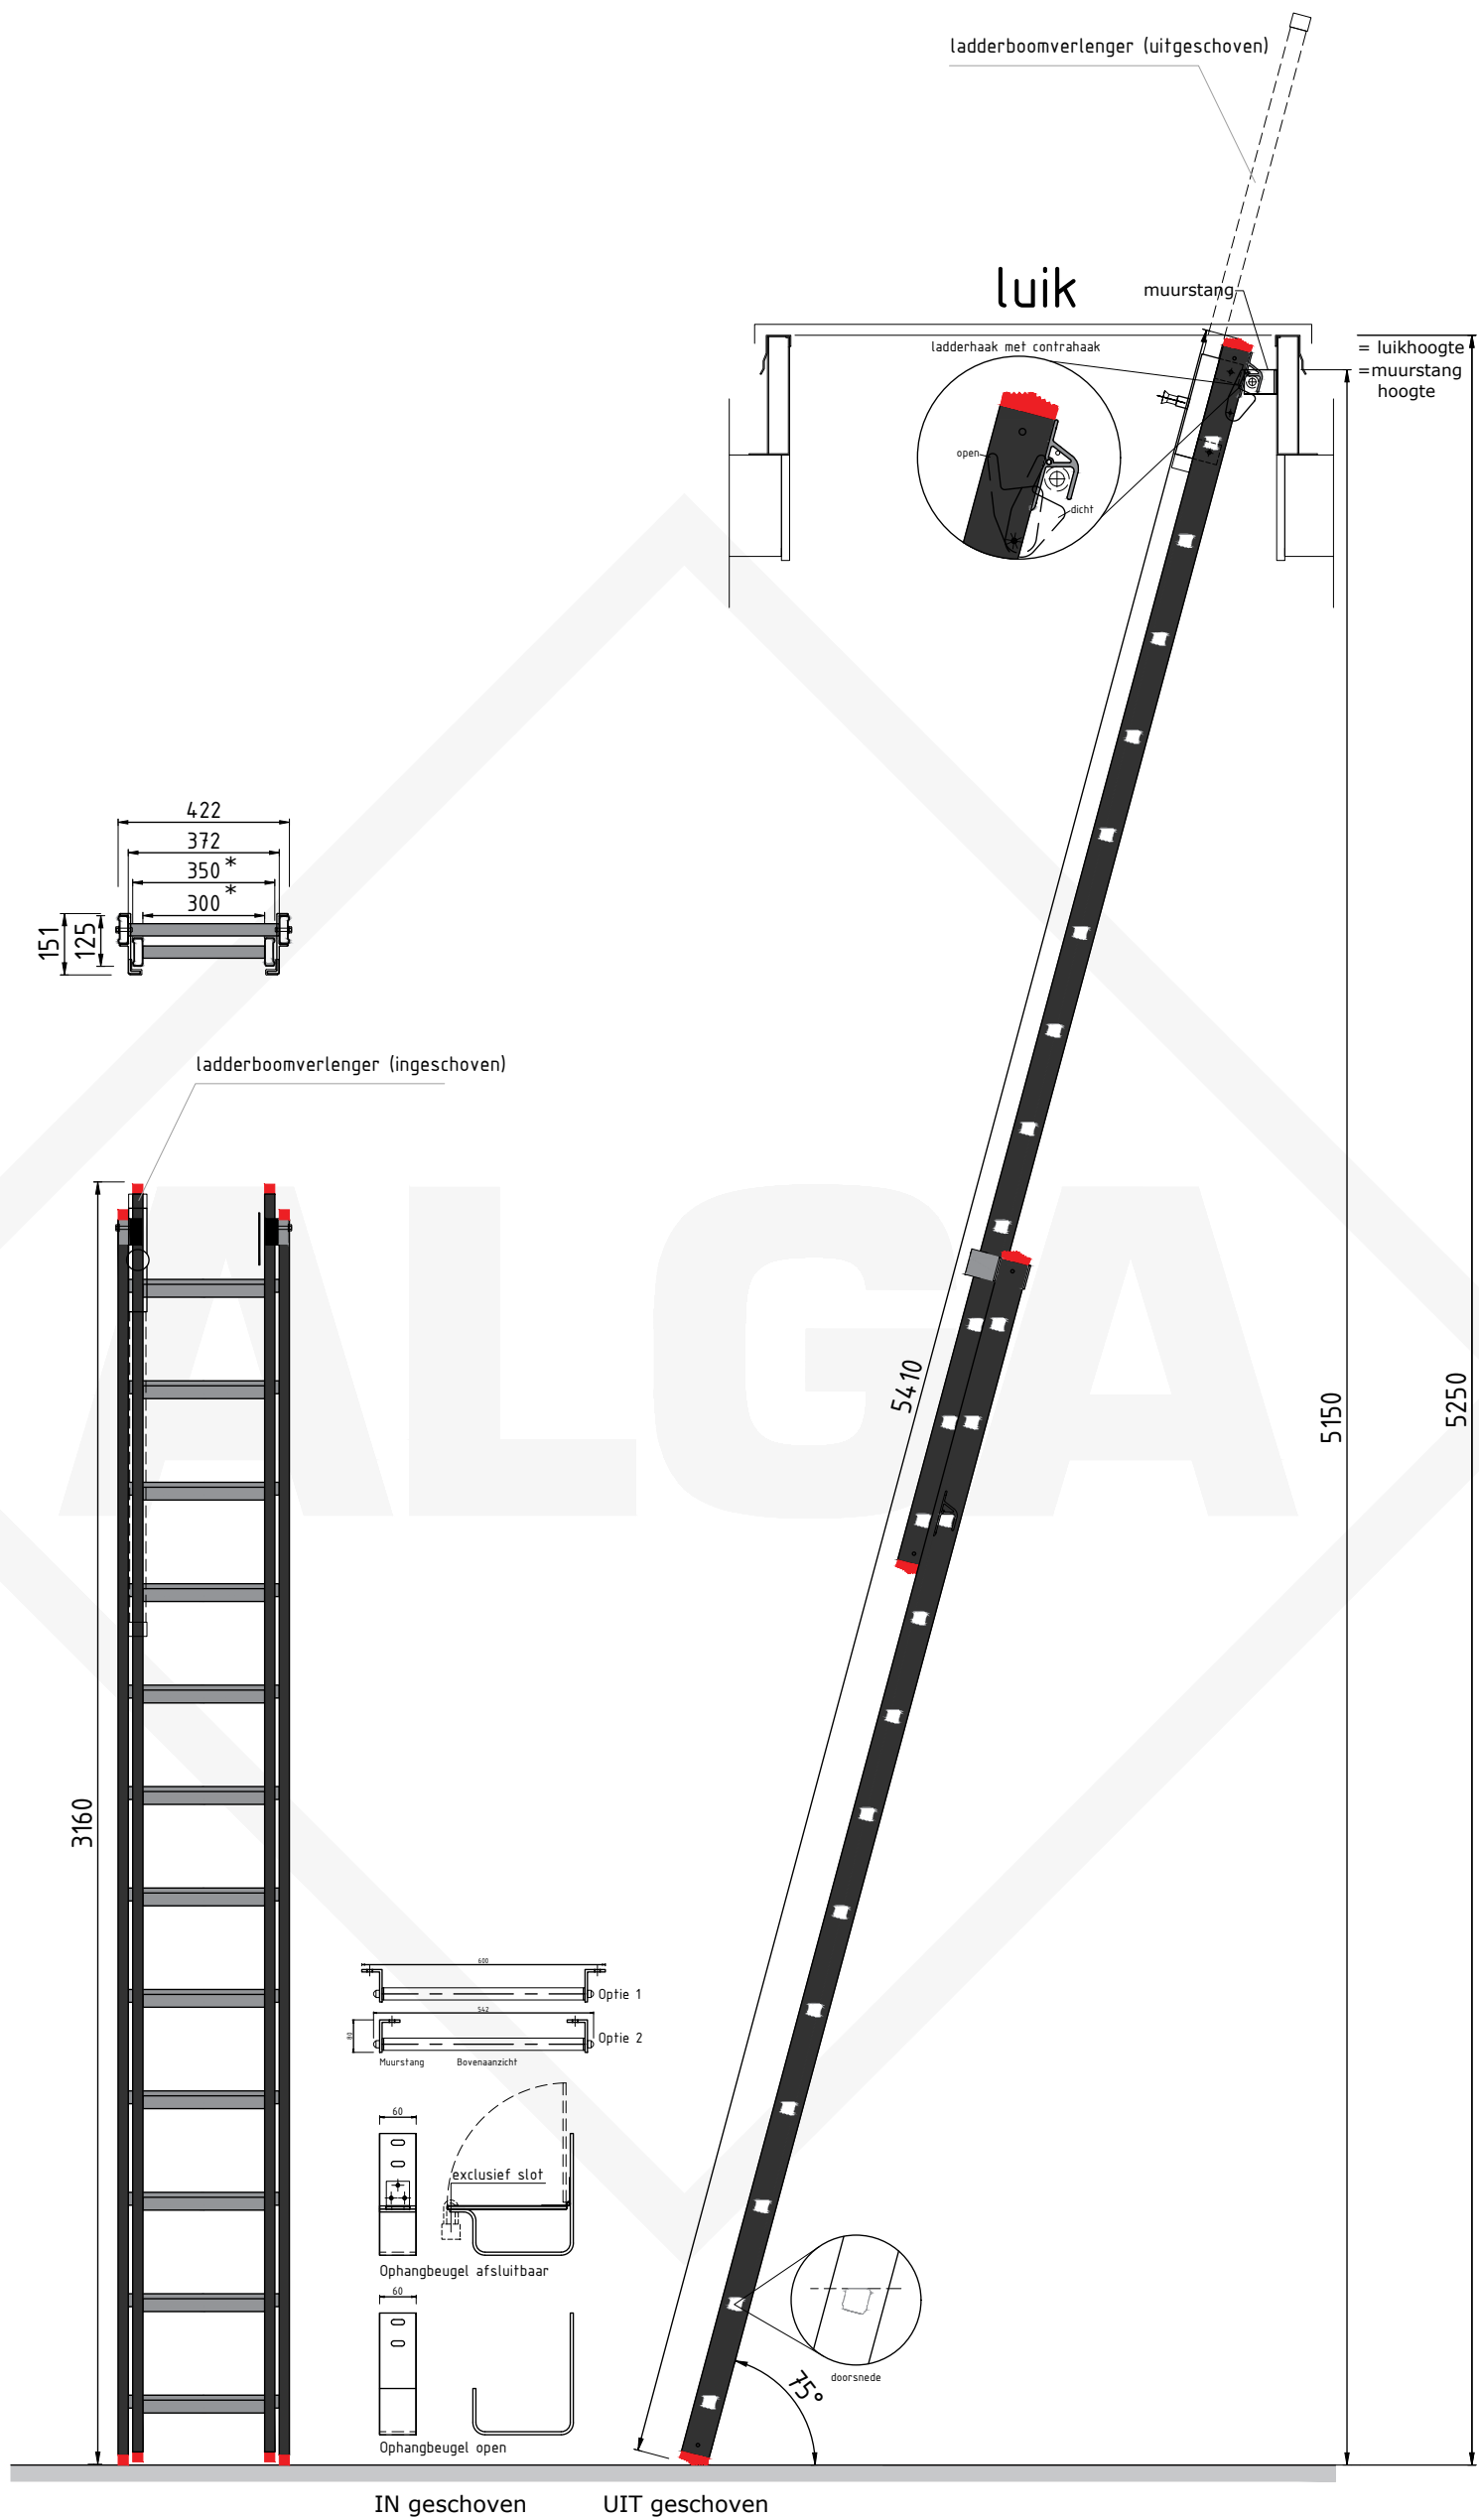 ladderboomverlenger (uitgeschoven)
luik
muurstang
ladderhaak met contrahaak
= luikhoogte
=muurstang
hoogte
open
dicht
422
372
350*
300*
151
125
ladderboomverlenger (ingeschoven)
ALGA
5410
5150
5250
3160
600
Optie 1
542
80
Optie 2
Muurstang Bovenaanzicht
60
exclusief slot
Ophangbeugel afsluitbaar
60
doorsnede
75°
Ophangbeugel open
IN geschoven UIT geschoven